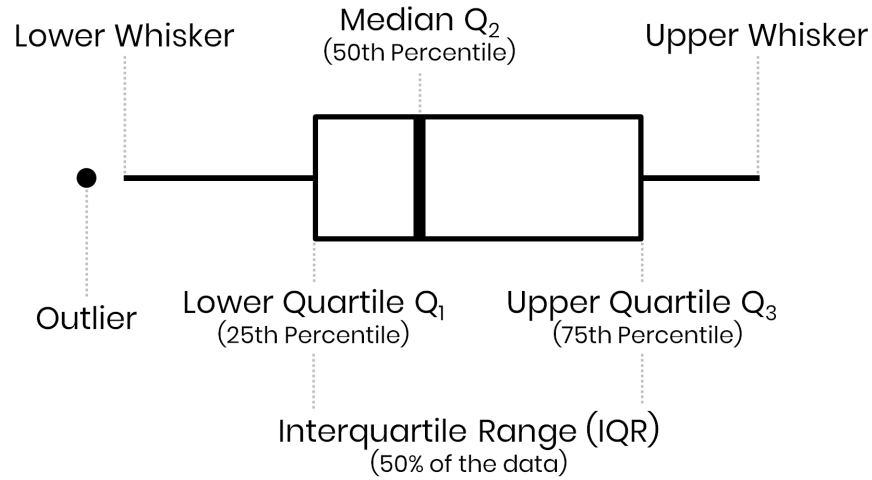 Lower Whisker
Median Q₂
(50th Percentile)
Upper Whisker
Outlier
Lower Quartile Q₁
(25th Percentile)
Upper Quartile Q₃
(75th Percentile)
Interquartile Range (IQR)
(50% of the data)